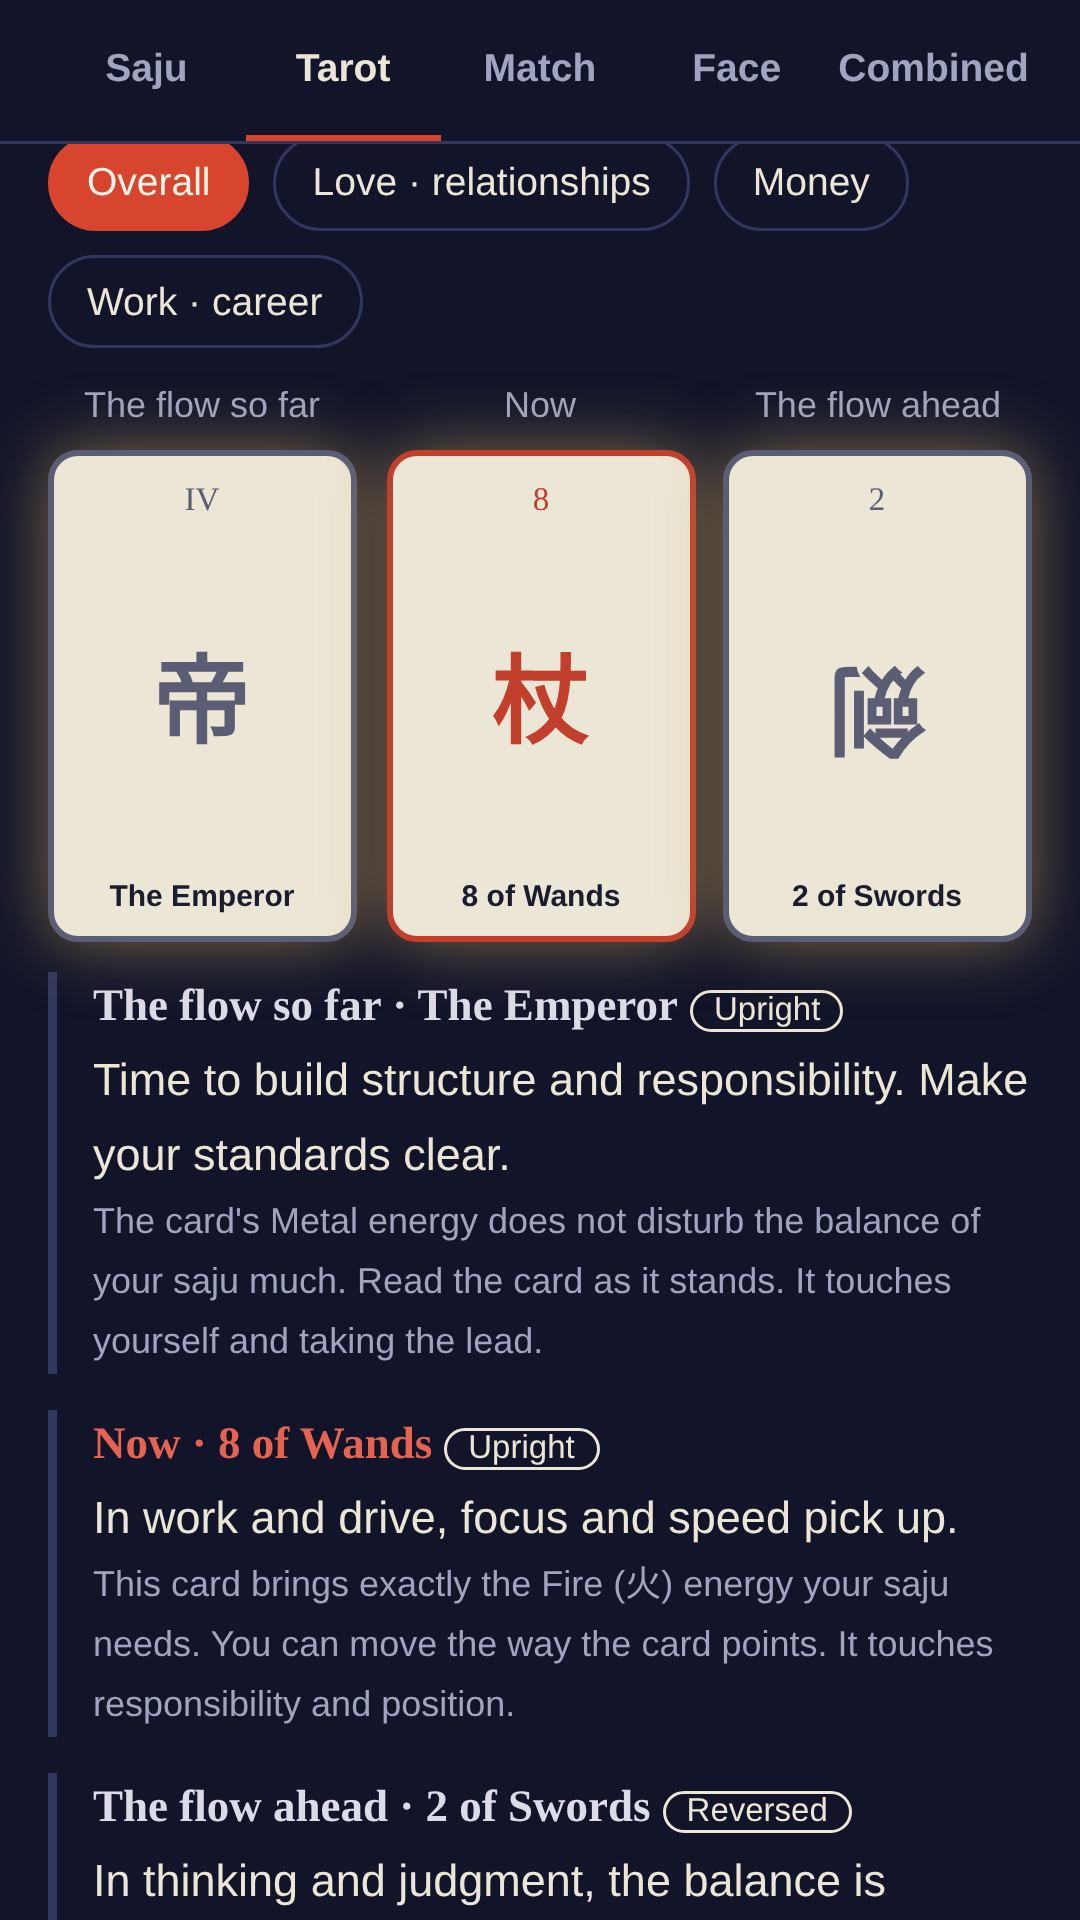 Saju Tarot Match Face Combined
Overall Love · relationships Money
Work · career
The flow so far Now The flow ahead
IV 8 2
帝 杖 劍
The Emperor 8 of Wands 2 of Swords
The flow so far · The Emperor Upright
Time to build structure and responsibility. Make
your standards clear.
The card's Metal energy does not disturb the balance of
your saju much. Read the card as it stands. It touches
yourself and taking the lead.
Now · 8 of Wands Upright
In work and drive, focus and speed pick up.
This card brings exactly the Fire (火) energy your saju
needs. You can move the way the card points. It touches
responsibility and position.
The flow ahead · 2 of Swords Reversed
In thinking and judgment, the balance is